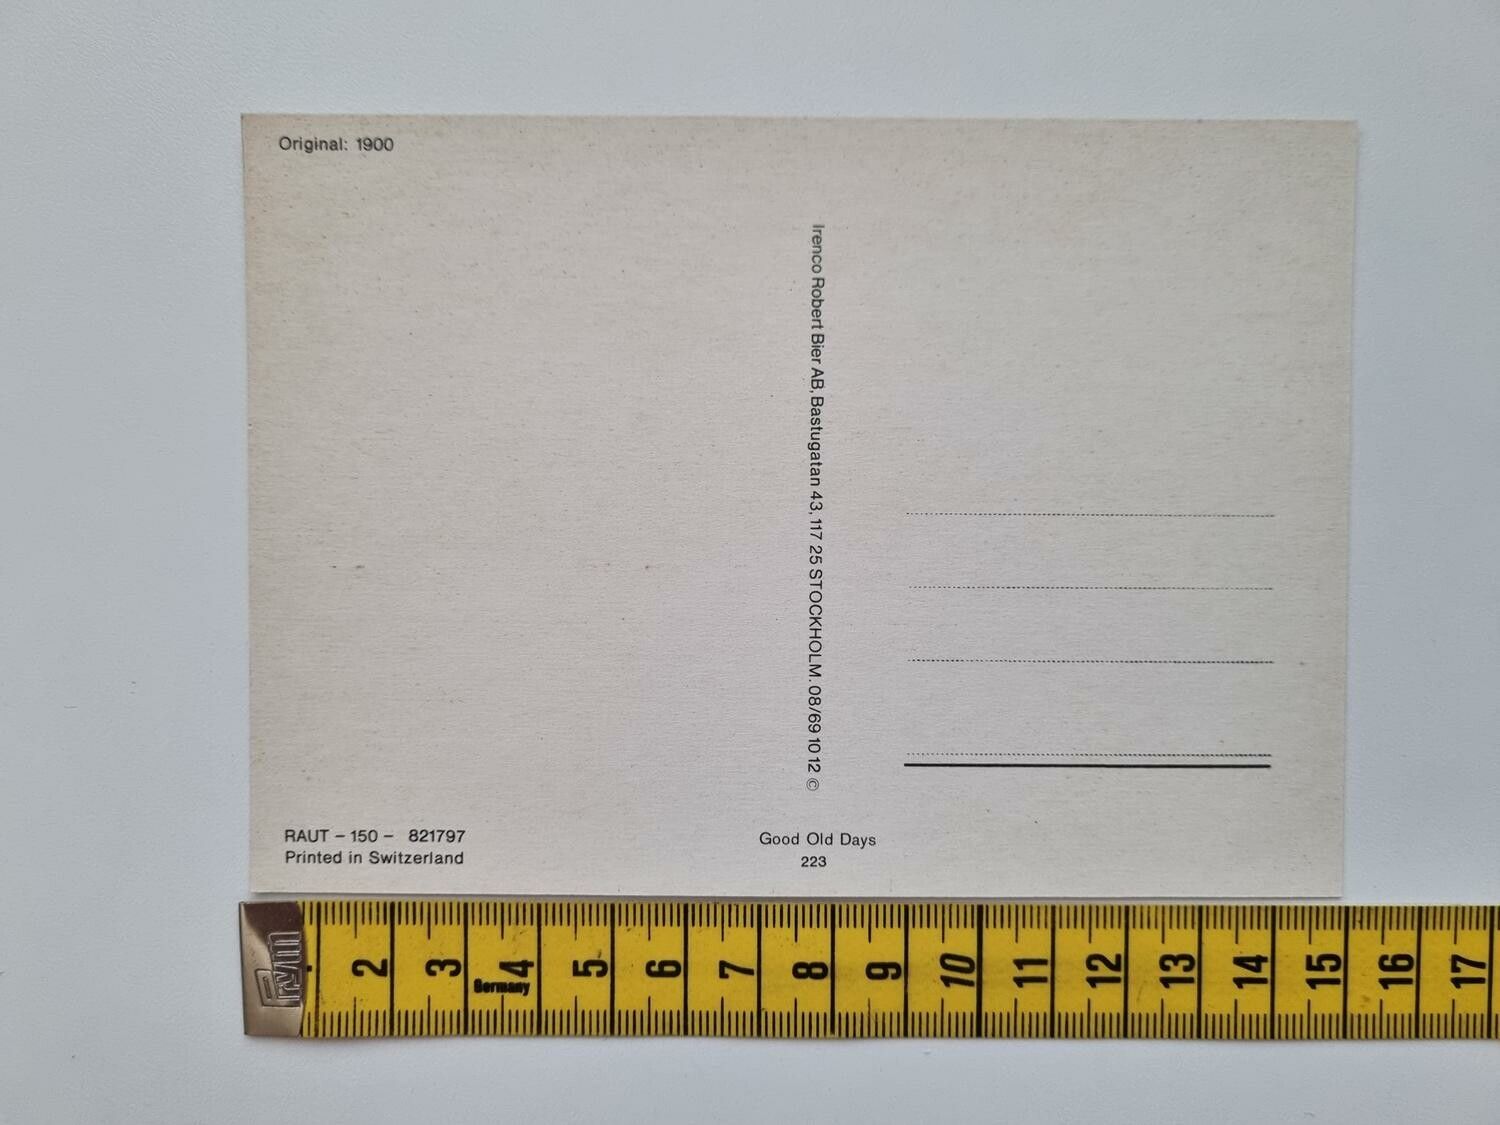 Original: 1900
Irenco Robert Bier AB, Bastugatan 43, 117 25 STOCKHOLM. 08/69 10 12 ©
RAUT – 150 – 821797
Printed in Switzerland
Good Old Days
223
Prym
2 3 4 5 6 7 8 9 10 11 12 13 14 15 16 17
Germany